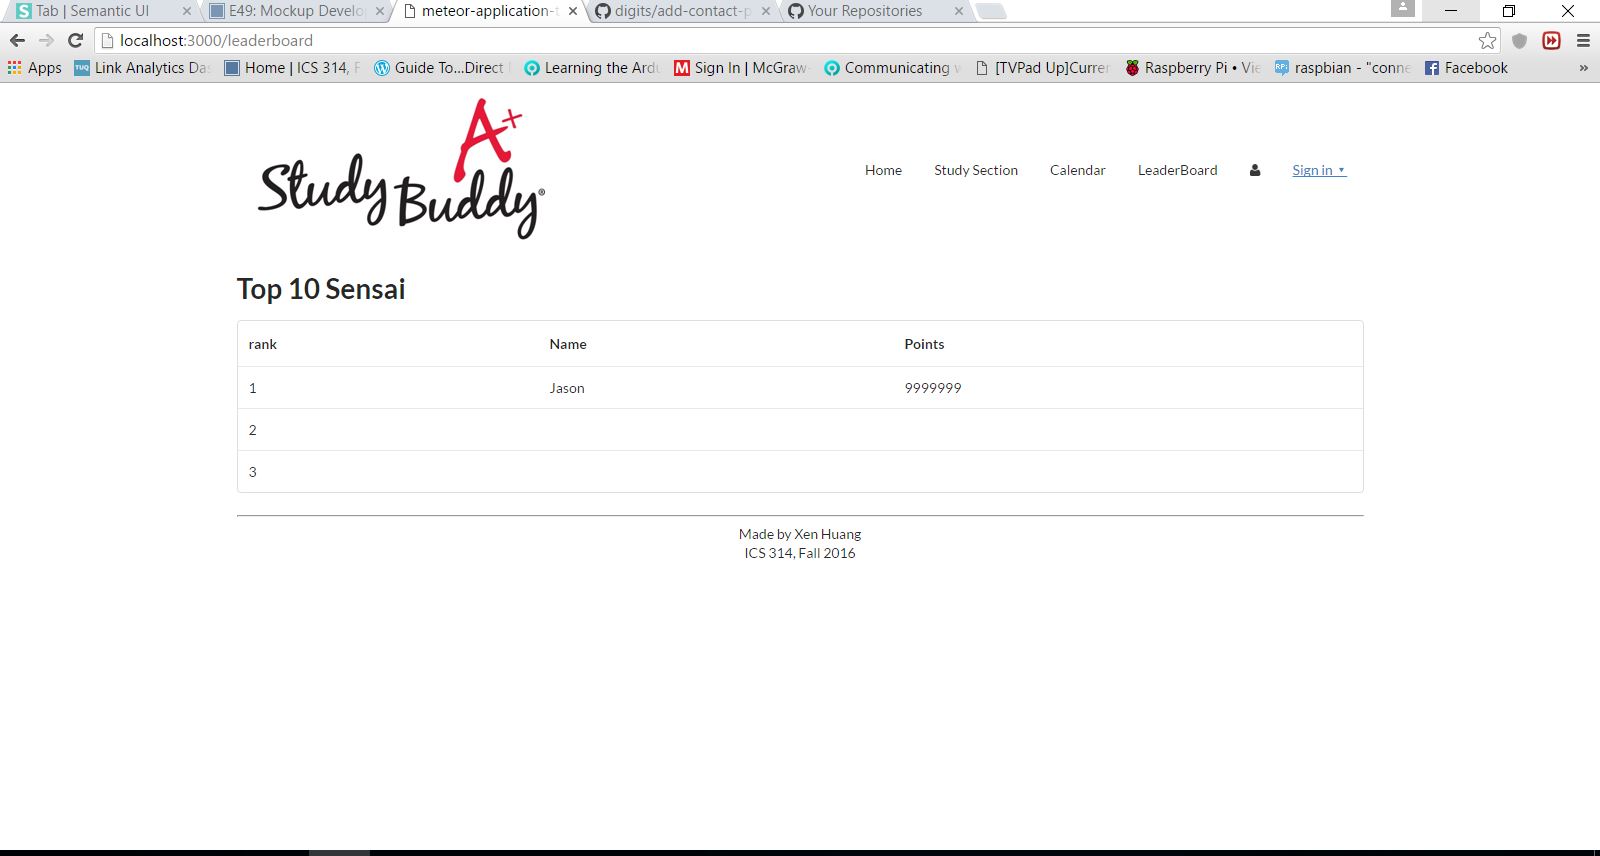 Tab | Semantic UI
E49: Mockup Develo
meteor-application-t
digits/add-contact-p
Your Repositories
localhost:3000/leaderboard
Apps
Link Analytics Das
Home | ICS 314, F
Guide To...Direct
Learning the Ardu
Sign In | McGraw-
Communicating w
[TVPad Up]Curren
Raspberry Pi • Vie
raspbian - "conne
Facebook
»
A+
Study Buddy®
Home Study Section Calendar LeaderBoard Sign in
Top 10 Sensai
rank Name Points
1 Jason 9999999
2
3
Made by Xen Huang
ICS 314, Fall 2016